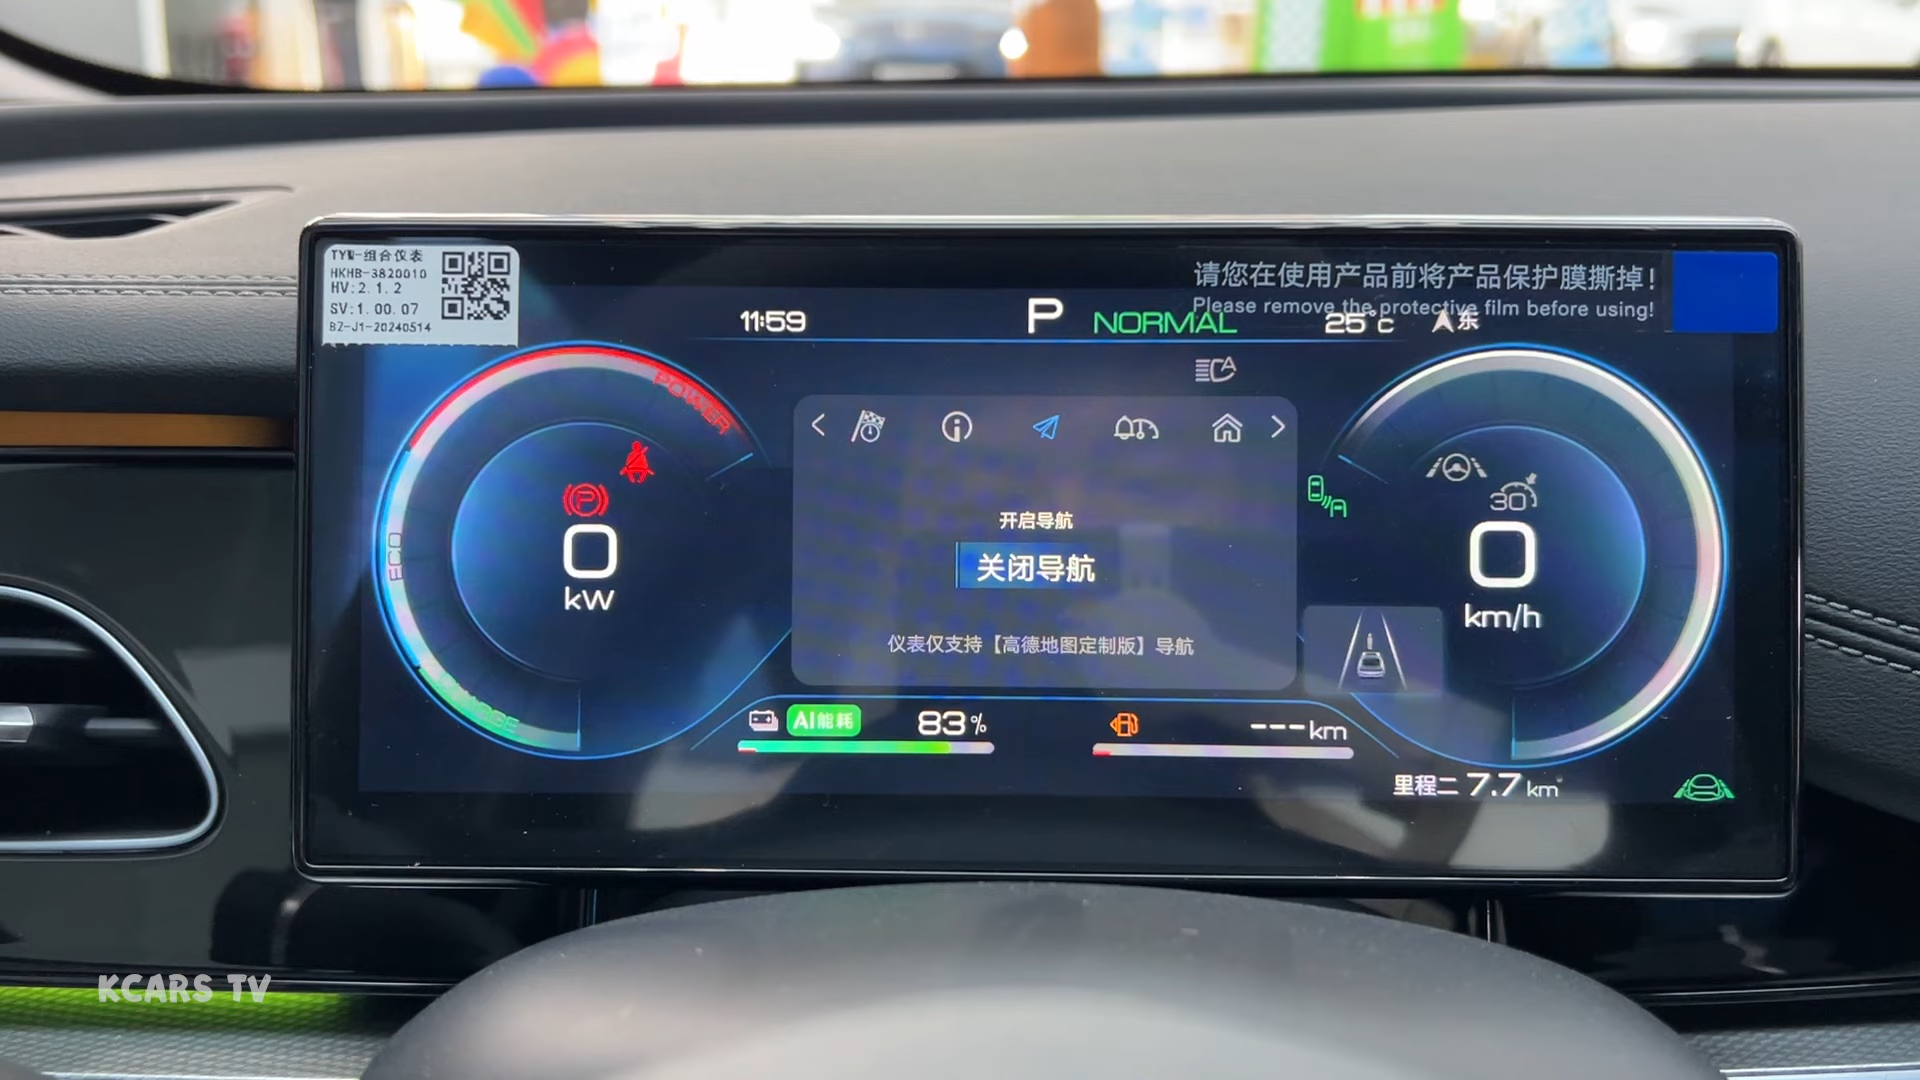 TYW-组合仪表
HKHB-3820010
HV:2.1.2
SV:1.00.07
BZ-J1-20240514
请您在使用产品前将产品保护膜撕掉!
Please remove the protective film before using!
11:59
P
NORMAL
25°c
东
POWER
ECO
CHARGE
P
0
kW
开启导航
关闭导航
仪表仅支持【高德地图定制版】导航
30
0
km/h
AI能耗
83%
---km
里程二 7.7 km
KCARS TV